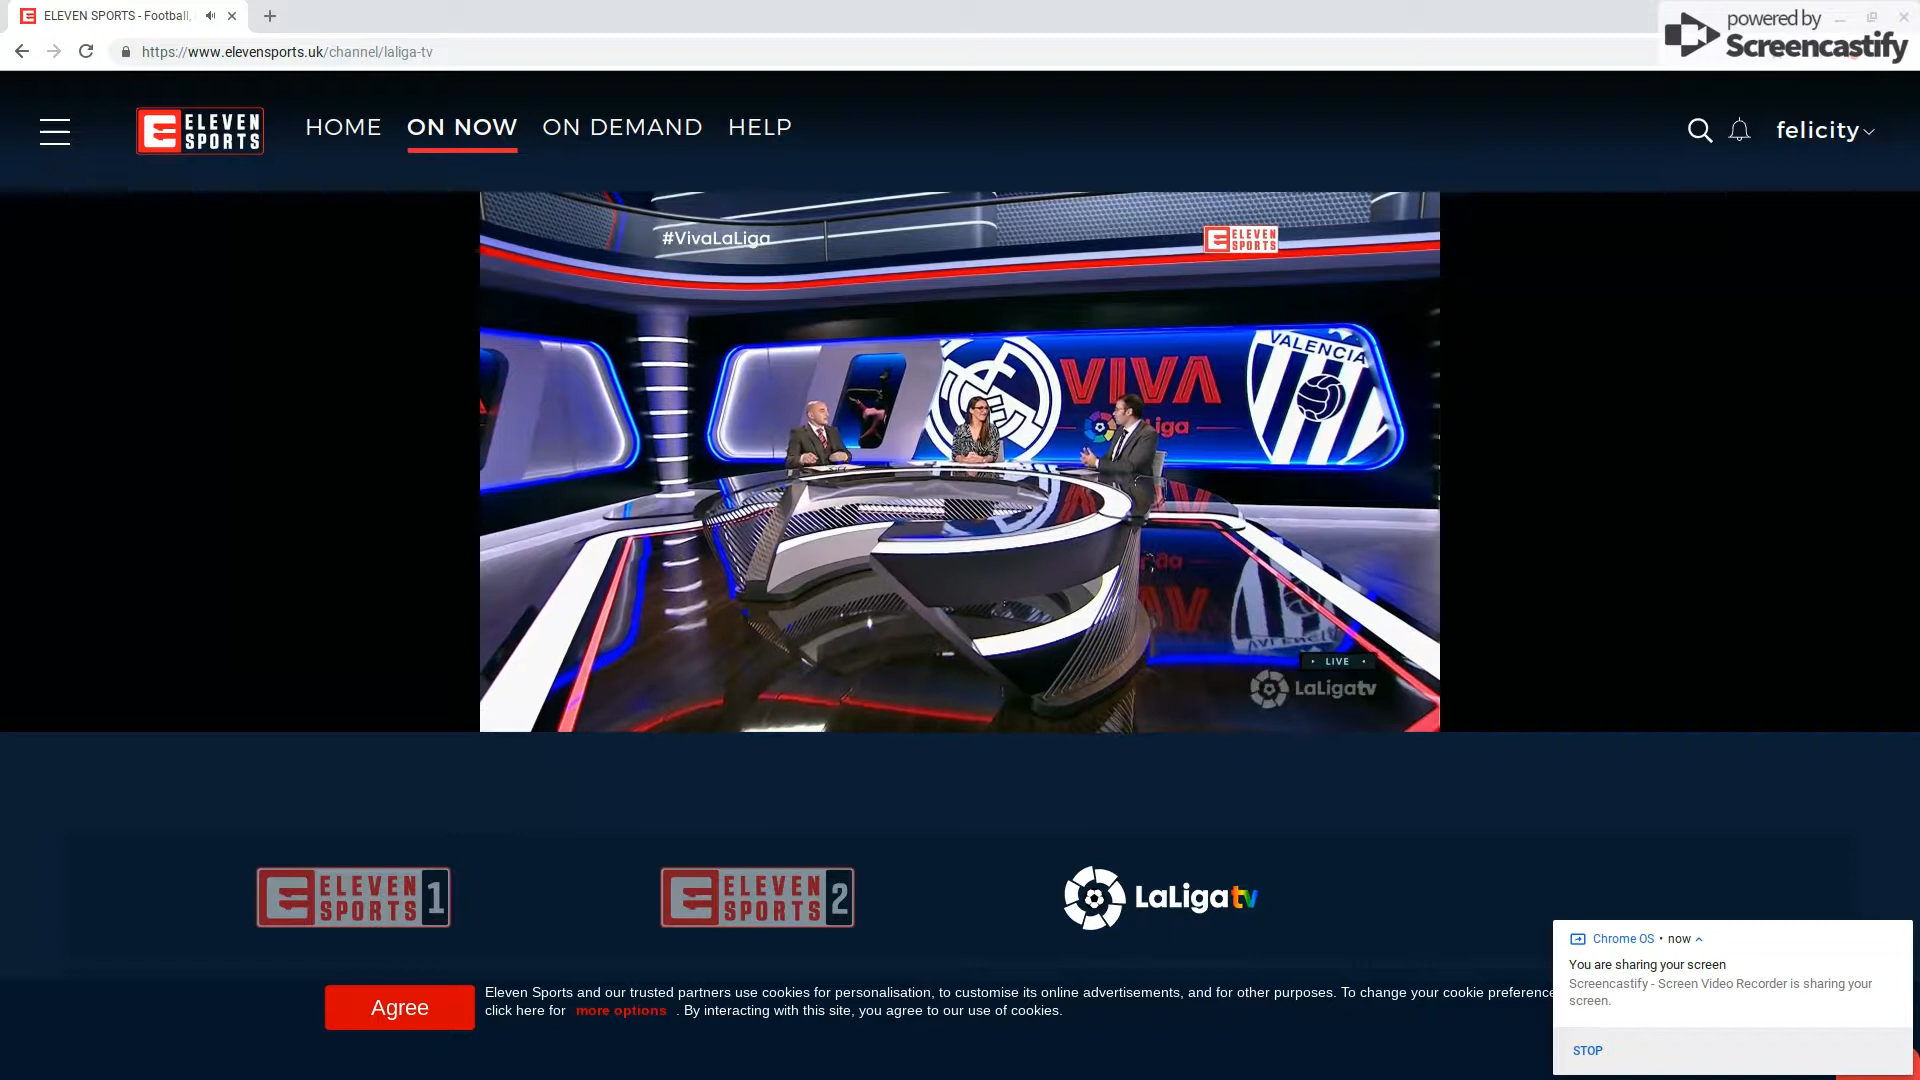 ELEVEN SPORTS - Football,
powered by
Screencastify
https://www.elevensports.uk/channel/laliga-tv
ELEVEN
SPORTS
HOME
ON NOW
ON DEMAND
HELP
felicity
#VivaLaLiga
ELEVEN
SPORTS
VALENCIA
VIVA
LIVE
LaLigatv
ELEVEN
SPORTS
1
ELEVEN
SPORTS
2
LaLigatv
Chrome OS • now
You are sharing your screen
Screencastify - Screen Video Recorder is sharing your
screen.
STOP
Agree
Eleven Sports and our trusted partners use cookies for personalisation, to customise its online advertisements, and for other purposes. To change your cookie preference
click here for more options . By interacting with this site, you agree to our use of cookies.